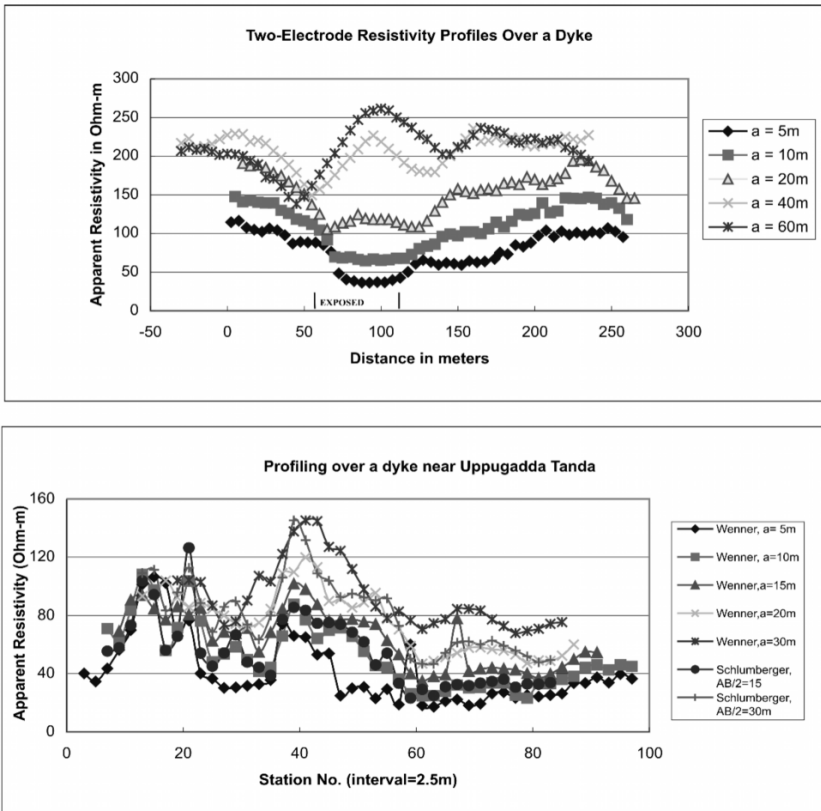 Two-Electrode Resistivity Profiles Over a Dyke
Apparent Resistivity in Ohm-m
300
250
200
150
100
50
0
EXPOSED
-50 0 50 100 150 200 250 300
Distance in meters
a = 5m
a = 10m
a = 20m
a = 40m
a = 60m
Profiling over a dyke near Uppugadda Tanda
Apparent Resistivity (Ohm-m)
160
120
80
40
0
0 20 40 60 80 100
Station No. (interval=2.5m)
Wenner, a= 5m
Wenner, a=10m
Wenner,a=15m
Wenner,a=20m
Wenner,a=30m
Schlumberger,
AB/2=15
Schlumberger,
AB/2=30m